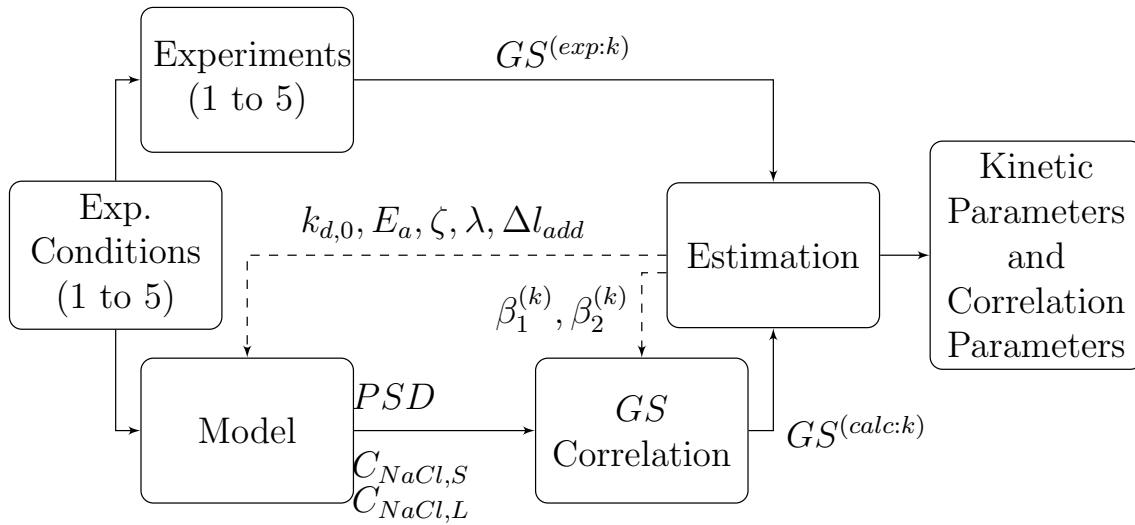 Experiments
(1 to 5)
GS^{(exp:k)}
Exp.
Conditions
(1 to 5)
k_{d,0}, E_a, ζ, λ, Δl_{add}
β_1^{(k)}, β_2^{(k)}
Estimation
Kinetic
Parameters
and
Correlation
Parameters
Model
PSD
C_{NaCl,S}
C_{NaCl,L}
GS
Correlation
GS^{(calc:k)}